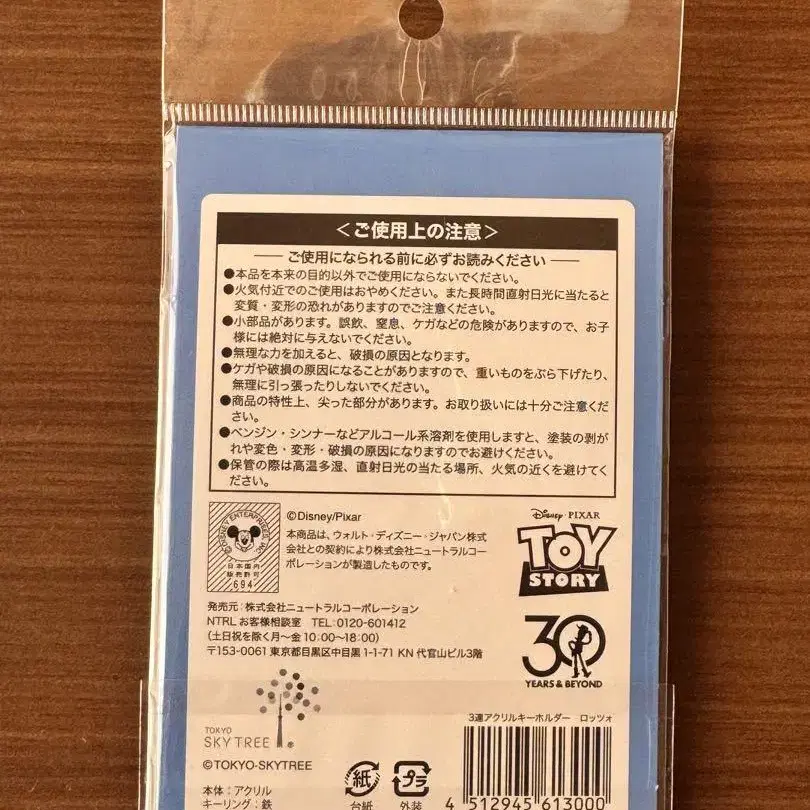 ＜ご使用上の注意＞
ご使用になられる前に必ずお読みください
●本品を本来の目的以外でご使用にならないでください。
●火気付近でのご使用はおやめください。また長時間直射日光に当たると
変質・変形の恐れがありますのでご注意ください。
●小部品があります。誤飲、窒息、ケガなどの危険がありますので、お子
様には絶対に与えないでください。
●無理な力を加えると、破損の原因となります。
●ケガや破損の原因になることがありますので、重いものをぶら下げたり、
無理に引っ張ったりしないでください。
●商品の特性上、尖った部分があります。お取り扱いには十分ご注意くだ
さい。
●ベンジン・シンナーなどアルコール系溶剤を使用しますと、塗装の剥が
れや変色・変形・破損の原因になりますのでお避けください。
●保管の際は高温多湿、直射日光の当たる場所、火気の近くを避けてく
ださい。
©DISNEY ENTERPRISES, INC.
日本国内
販売許可
694
©Disney/Pixar
本商品は、ウォルト・ディズニー・ジャパン株式
会社との契約により株式会社ニュートラルコー
ポレーションが製造したものです。
Disney・PIXAR
TOY
STORY
発売元：株式会社ニュートラルコーポレーション
NTRL お客様相談室 TEL：0120-601412
（土日祝を除く月〜金 10：00〜18：00）
〒153-0061 東京都目黒区中目黒 1-1-71 KN 代官山ビル3階
30
YEARS & BEYOND
TOKYO
SKYTREE®
©TOKYO-SKYTREE
3連アクリルキーホルダー ロッツォ
本体：アクリル
キーリング：鉄
紙
台紙
プラ
外装
4 512945 613000